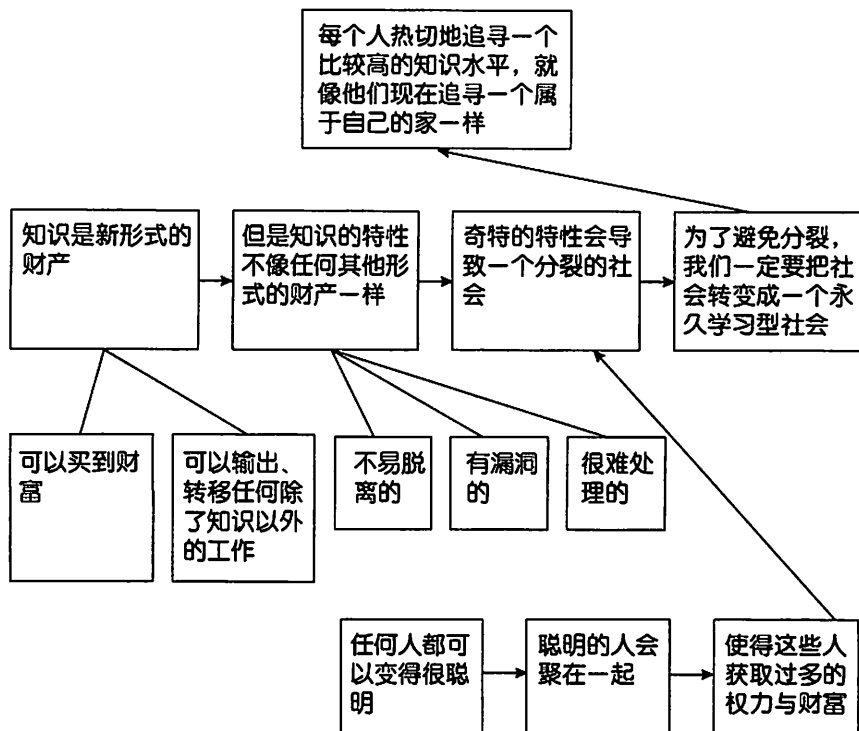 每个人热切地追寻一个
比较高的知识水平，就
像他们现在追寻一个属
于自己的家一样
知识是新形式的
财产
但是知识的特性
不像任何其他形
式的财产一样
奇特的特性会导
致一个分裂的社
会
为了避免分裂，
我们一定要把社
会转变成一个永
久学习型社会
可以买到财
富
可以输出、
转移任何除
了知识以外
的工作
不易脱
离的
有漏洞
的
很难处
理的
任何人都可
以变得很聪
明
聪明的人会
聚在一起
使得这些人
获取过多的
权力与财富